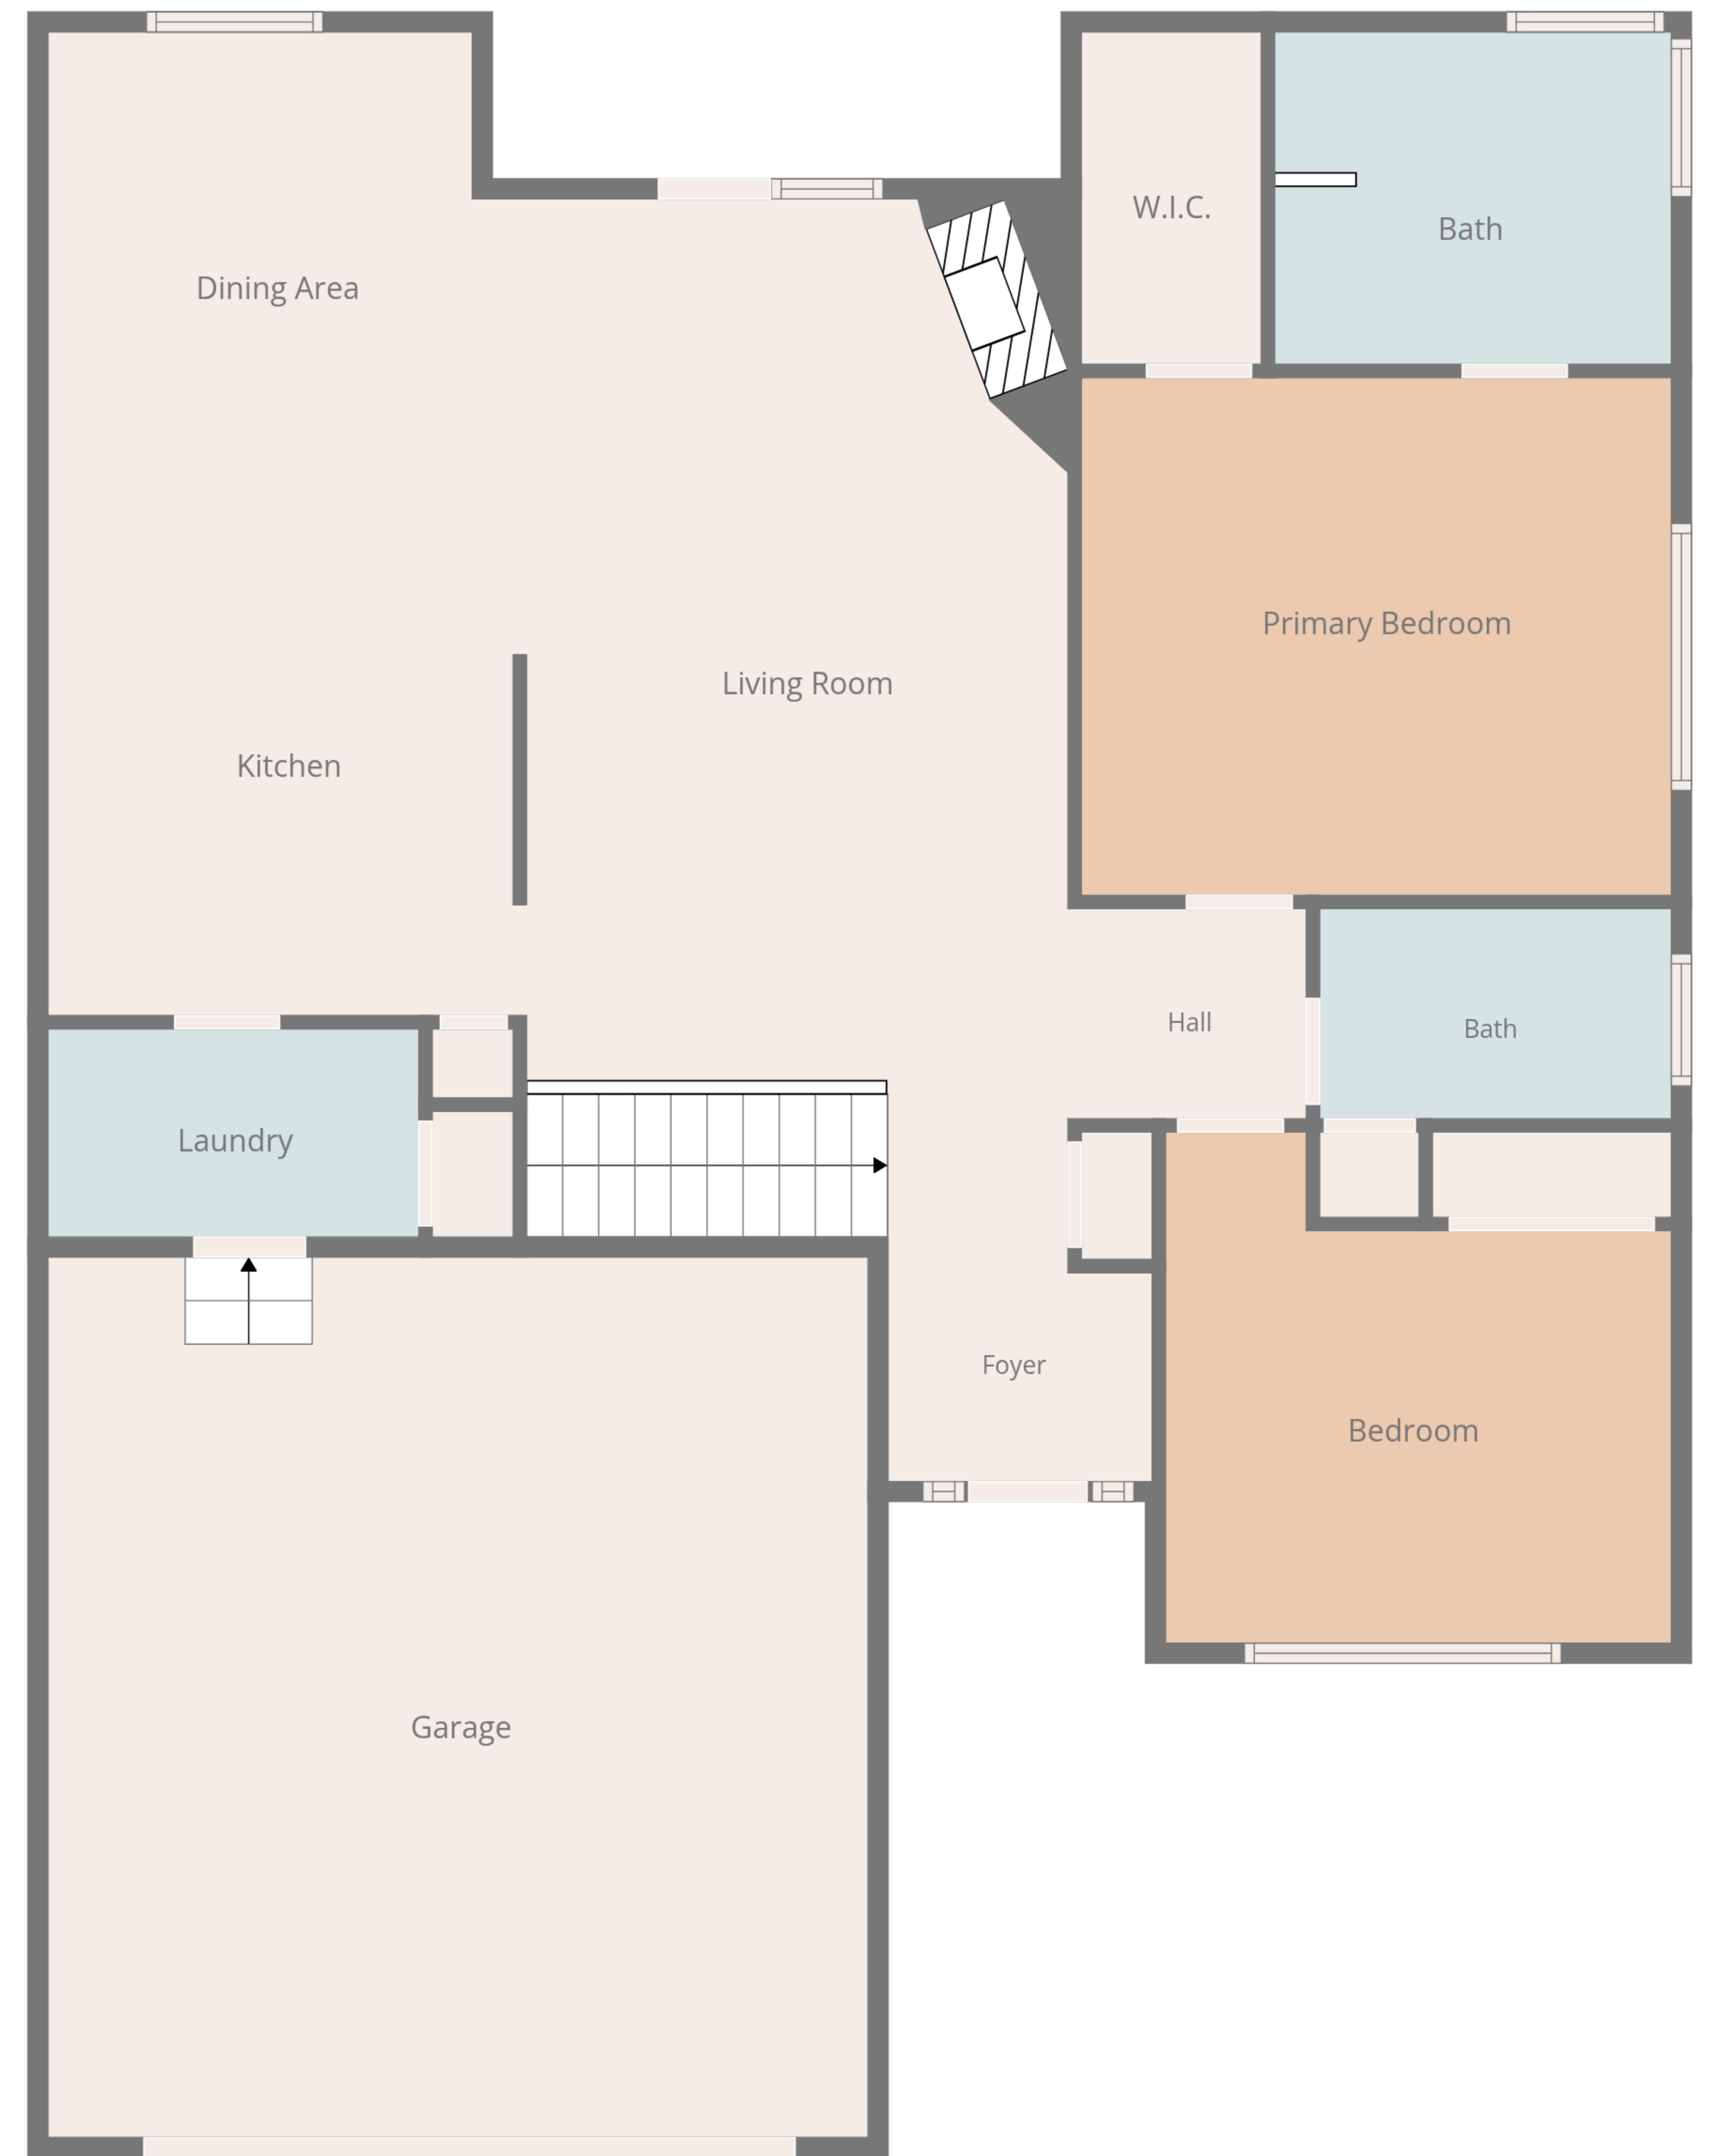 W.I.C.
Bath
Dining Area
Primary Bedroom
Living Room
Kitchen
Hall
Bath
Laundry
Foyer
Bedroom
Garage